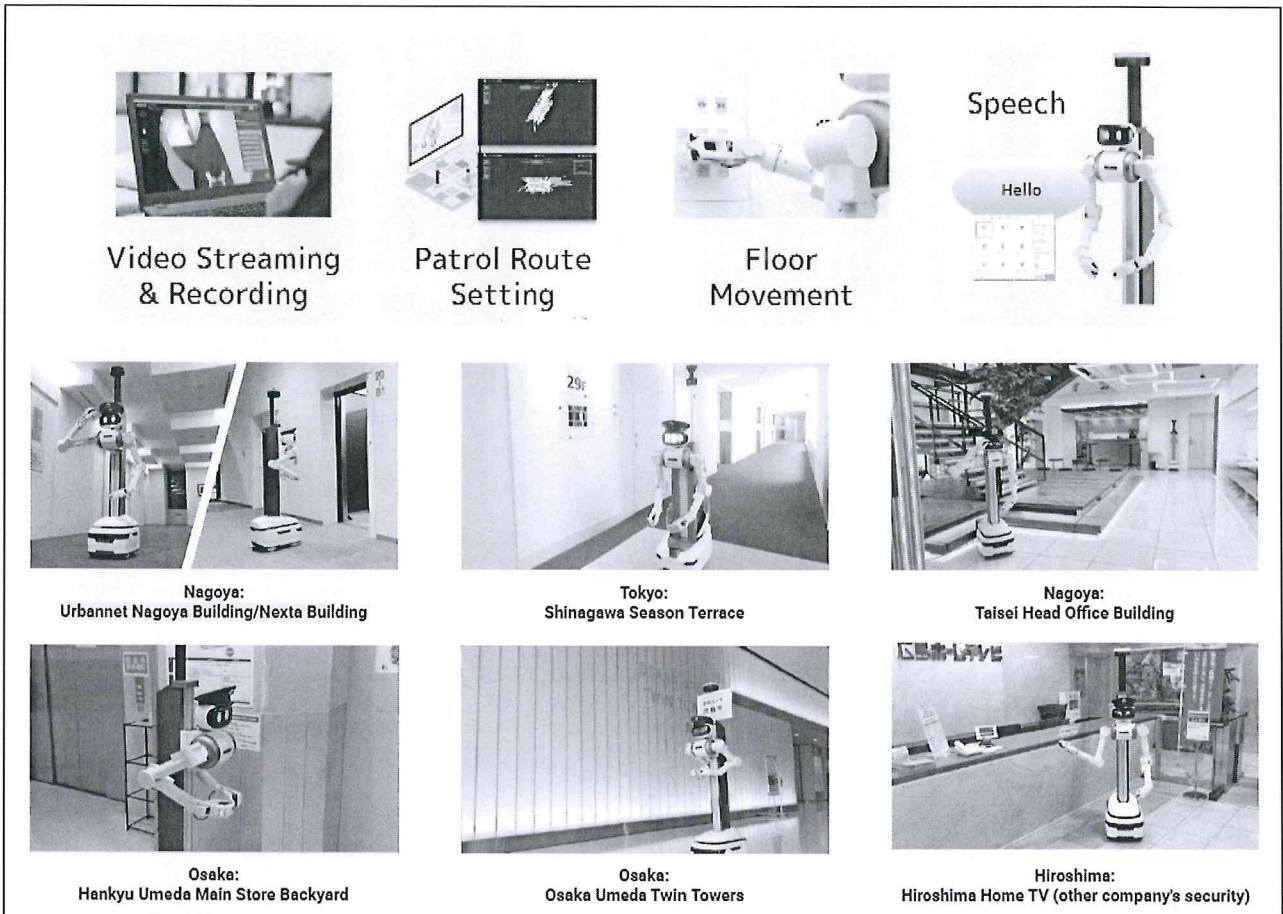 Video Streaming
& Recording
Patrol Route
Setting
Floor
Movement
Speech
Hello
29F
Nagoya:
Urbannet Nagoya Building/Nexta Building
Tokyo:
Shinagawa Season Terrace
Nagoya:
Taisei Head Office Building
Osaka:
Hankyu Umeda Main Store Backyard
Osaka:
Osaka Umeda Twin Towers
Hiroshima:
Hiroshima Home TV (other company's security)